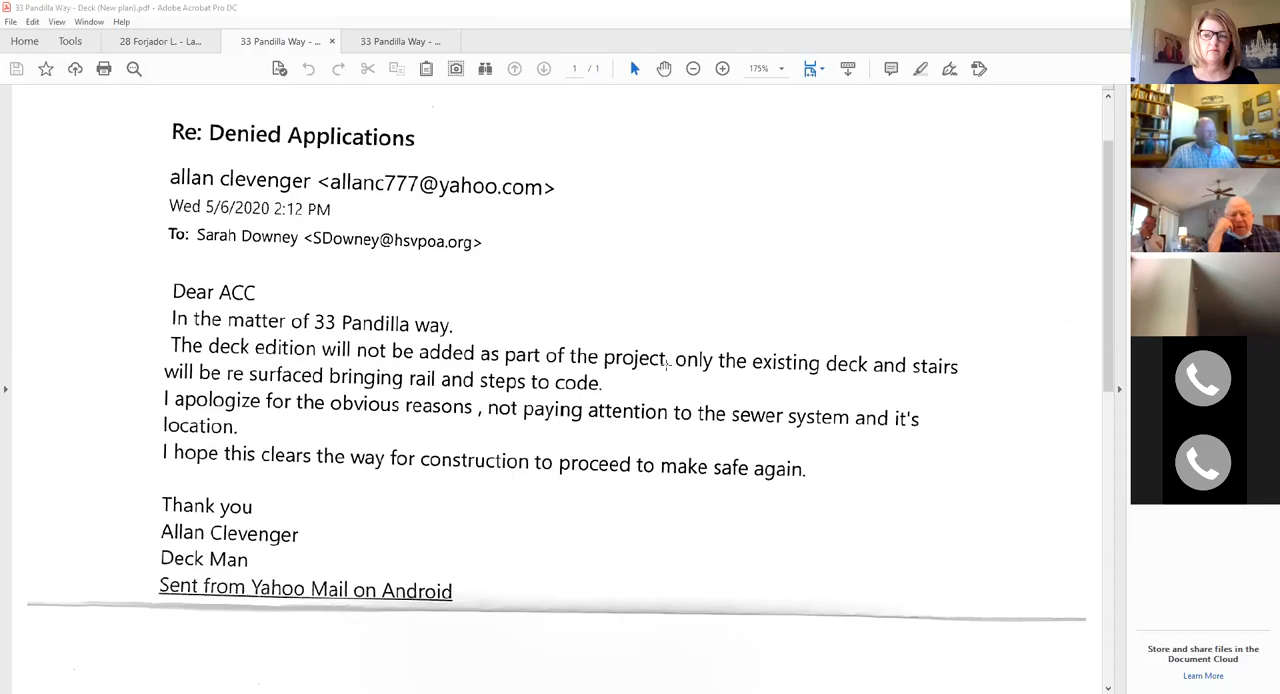 33 Pandilla Way - Deck (New plan).pdf - Adobe Acrobat Pro DC
File Edit View Window Help
Home Tools 28 Forjador L. - La... 33 Pandilla Way - ... × 33 Pandilla Way - ...
1 / 1 175%
Re: Denied Applications
allan clevenger <allanc777@yahoo.com>
Wed 5/6/2020 2:12 PM
To: Sarah Downey <SDowney@hsvpoa.org>
Dear ACC
In the matter of 33 Pandilla way.
The deck edition will not be added as part of the project, only the existing deck and stairs
will be re surfaced bringing rail and steps to code.
I apologize for the obvious reasons , not paying attention to the sewer system and it's
location.
I hope this clears the way for construction to proceed to make safe again.
Thank you
Allan Clevenger
Deck Man
Sent from Yahoo Mail on Android
Store and share files in the
Document Cloud
Learn More